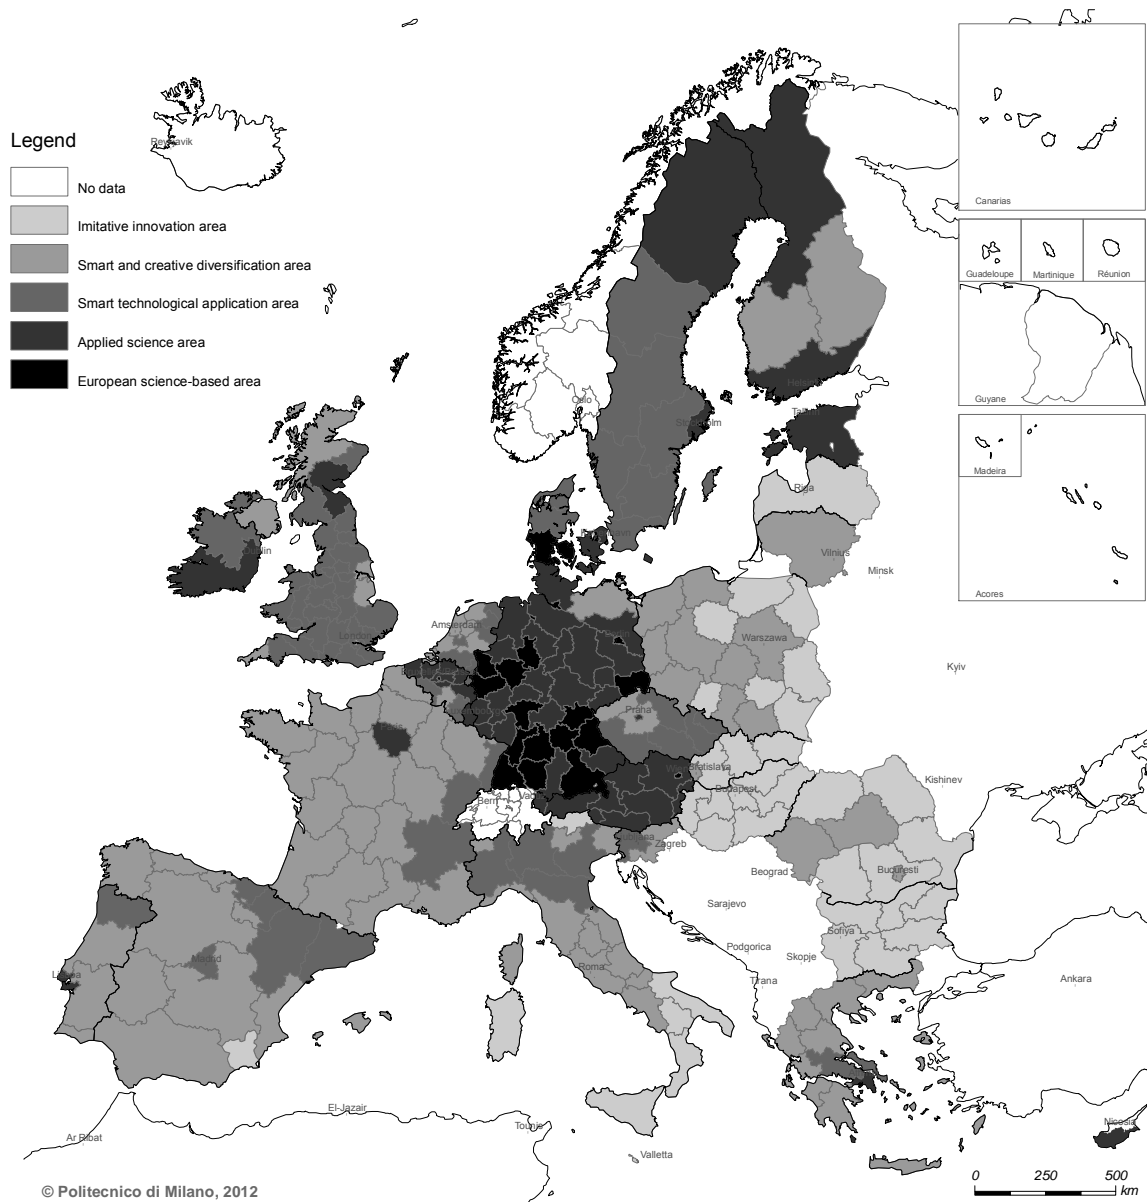 Reykjavik
Legend
No data
Imitative innovation area
Smart and creative diversification area
Smart technological application area
Applied science area
European science-based area
Canarias
Guadeloupe
Martinique
Réunion
Guyane
Madeira
Acores
Oslo
Stockholm
Riga
Vilnius
Minsk
London
Amsterdam
Warszawa
Kyiv
Praha
Paris
Bratislava
Budapest
Kishinev
Bern
Zagreb
Beograd
Bucuresti
Sarajevo
Sofiya
Podgorica
Skopje
Tirana
Ankara
Madrid
Roma
Lisboa
El-Jazair
Tounis
Ar Ribat
Valletta
Nicosia
0 250 500
km
© Politecnico di Milano, 2012